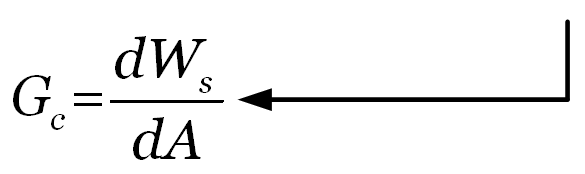 G_c = dW_s / dA